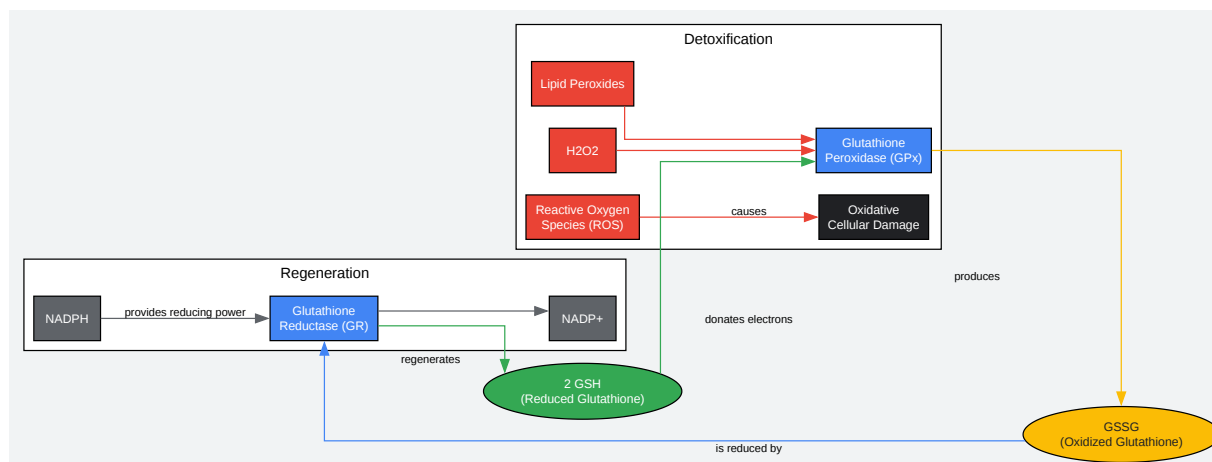 Detoxification
Lipid Peroxides
H2O2
Glutathione
Peroxidase (GPx)
Reactive Oxygen
Species (ROS)
causes
Oxidative
Cellular Damage
Regeneration
produces
NADPH
provides reducing power
Glutathione
Reductase (GR)
NADP+
donates electrons
regenerates
2 GSH
(Reduced Glutathione)
GSSG
(Oxidized Glutathione)
is reduced by